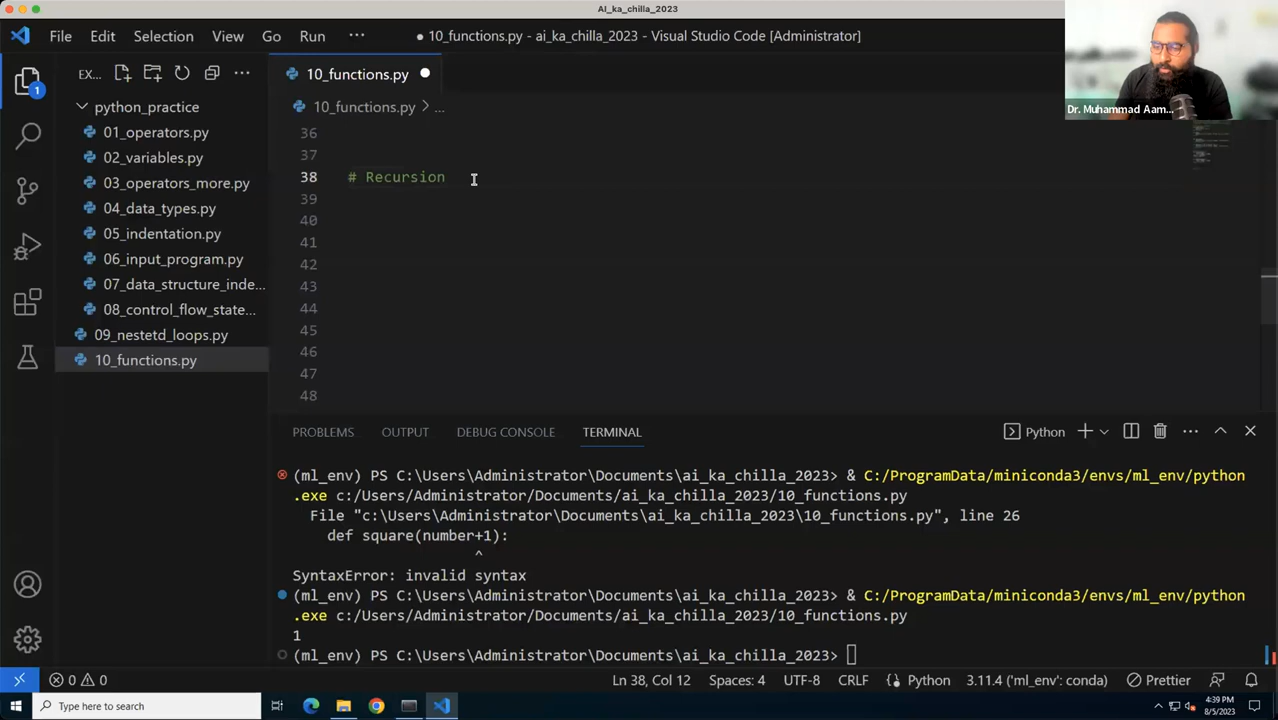 AI_ka_chilla_2023
File Edit Selection View Go Run ···
● 10_functions.py - ai_ka_chilla_2023 - Visual Studio Code [Administrator]
Dr. Muhammad Aam...
1
EX... ···
10_functions.py
10_functions.py > ...
python_practice
01_operators.py
02_variables.py
03_operators_more.py
04_data_types.py
05_indentation.py
06_input_program.py
07_data_structure_inde...
08_control_flow_state...
09_nestetd_loops.py
10_functions.py
36
37
38 # Recursion
39
40
41
42
43
44
45
46
47
48
PROBLEMS OUTPUT DEBUG CONSOLE TERMINAL
Python
(ml_env) PS C:\Users\Administrator\Documents\ai_ka_chilla_2023> & C:/ProgramData/miniconda3/envs/ml_env/python
.exe c:/Users/Administrator/Documents/ai_ka_chilla_2023/10_functions.py
File "c:\Users\Administrator\Documents\ai_ka_chilla_2023\10_functions.py", line 26
def square(number+1):
^
SyntaxError: invalid syntax
(ml_env) PS C:\Users\Administrator\Documents\ai_ka_chilla_2023> & C:/ProgramData/miniconda3/envs/ml_env/python
.exe c:/Users/Administrator/Documents/ai_ka_chilla_2023/10_functions.py
1
(ml_env) PS C:\Users\Administrator\Documents\ai_ka_chilla_2023>
0 0 Ln 38, Col 12 Spaces: 4 UTF-8 CRLF Python 3.11.4 ('ml_env': conda) Prettier
Type here to search
4:39 PM
8/5/2023